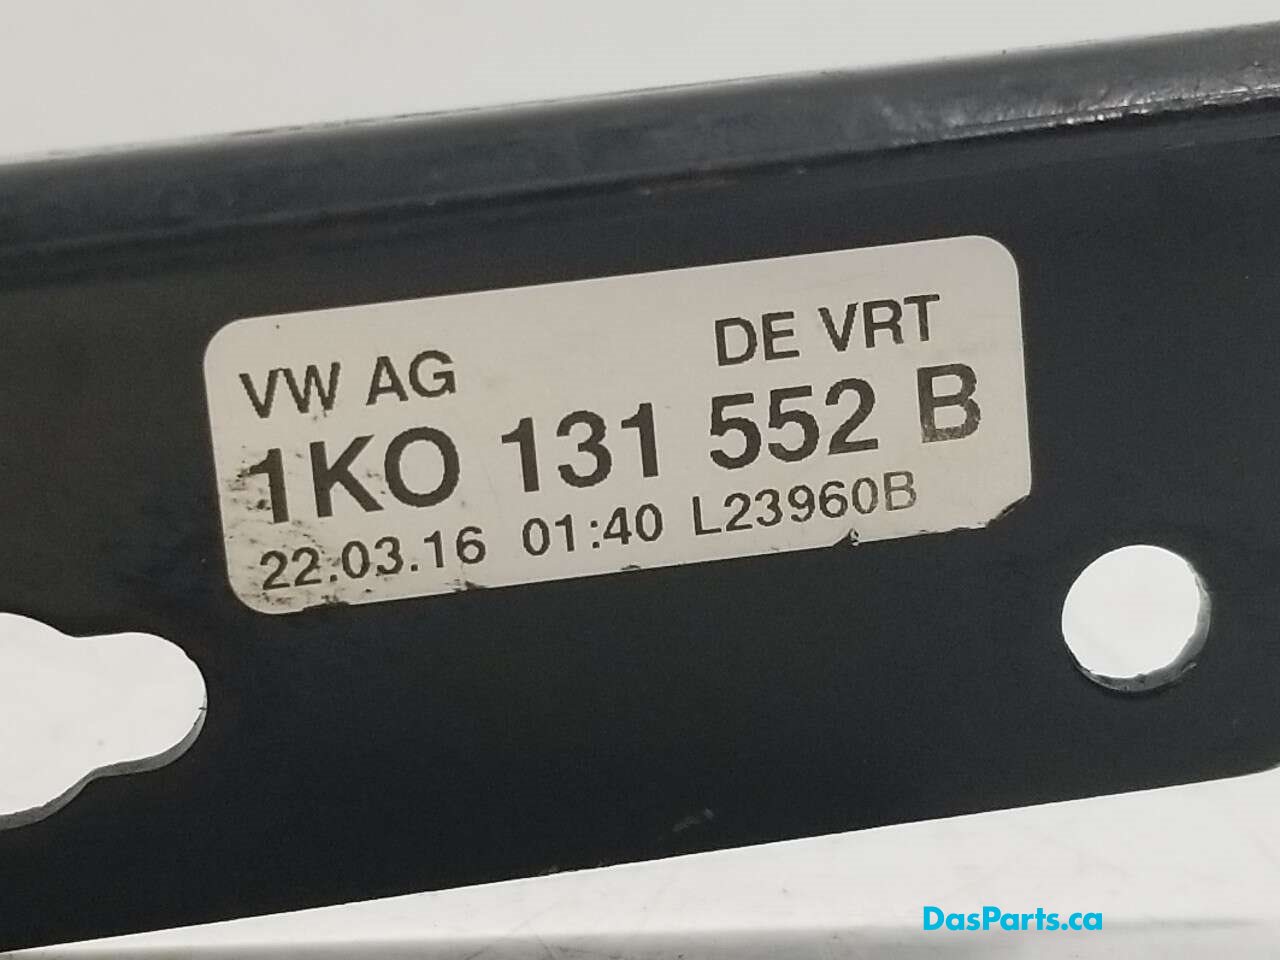 VW AG DE VRT
1KO 131 552 B
22.03.16 01:40 L23960B
DasParts.ca